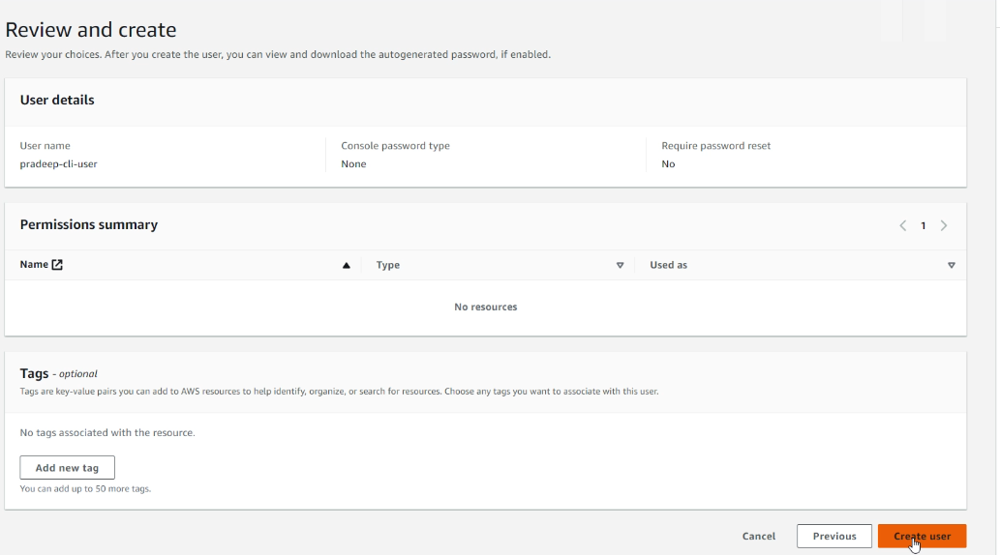 Review and create
Review your choices. After you create the user, you can view and download the autogenerated password, if enabled.
User details
User name
pradeep-cli-user
Console password type
None
Require password reset
No
Permissions summary
1
Name
Type
Used as
No resources
Tags - optional
Tags are key-value pairs you can add to AWS resources to help identify, organize, or search for resources. Choose any tags you want to associate with this user.
No tags associated with the resource.
Add new tag
You can add up to 50 more tags.
Cancel
Previous
Create user